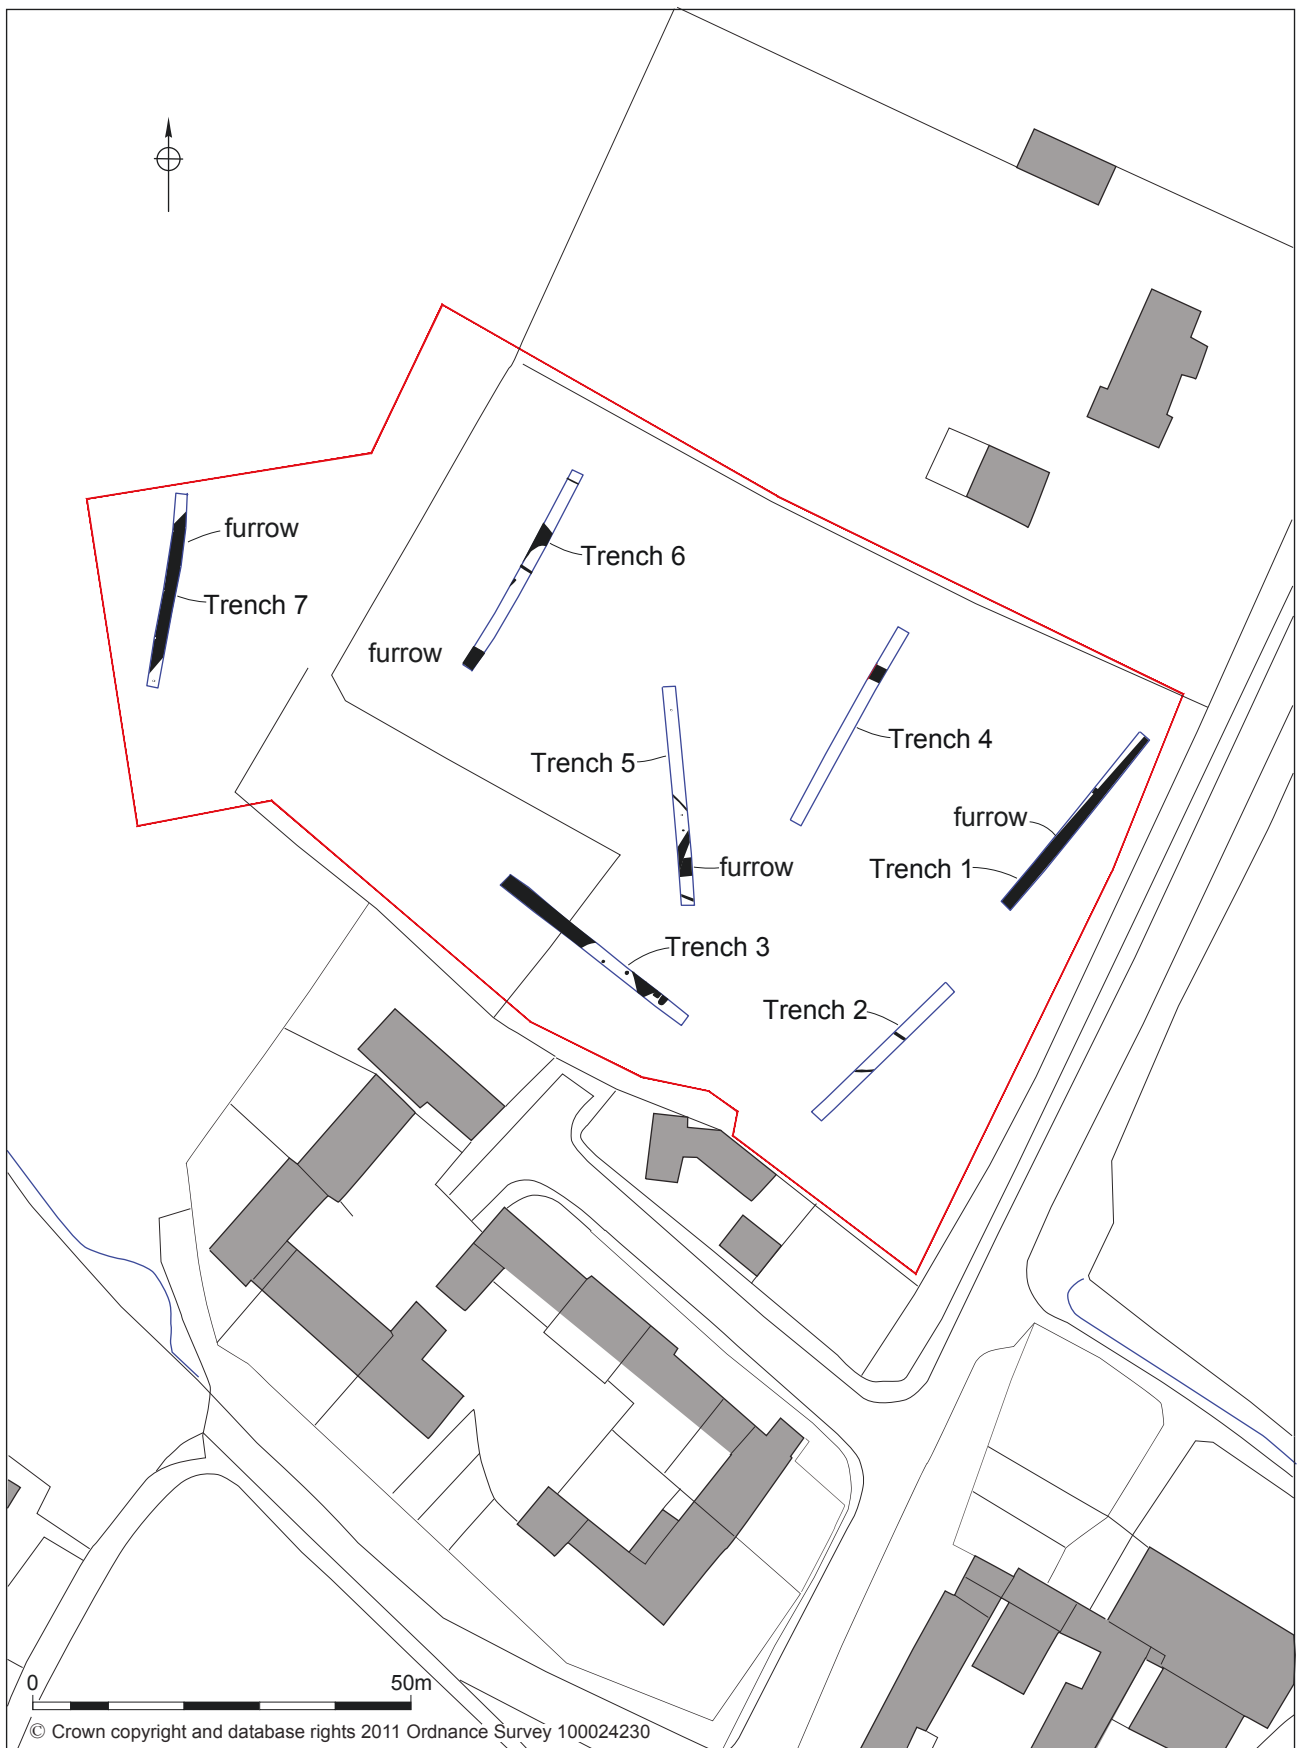 furrow
Trench 6
Trench 7
furrow
Trench 4
Trench 5
furrow
furrow
Trench 1
Trench 3
Trench 2
0 50m
© Crown copyright and database rights 2011 Ordnance Survey 100024230